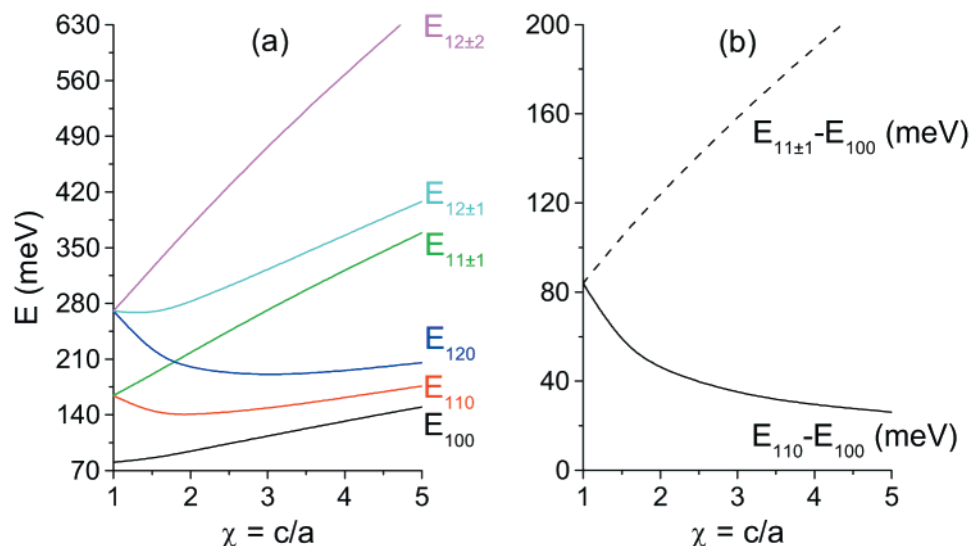 (a)
630
560
490
420
350
280
210
140
70
E (meV)
E12±2
E12±1
E11±1
E120
E110
E100
1 2 3 4 5
χ = c/a
(b)
200
160
120
80
40
0
E11±1-E100 (meV)
E110-E100 (meV)
1 2 3 4 5
χ = c/a